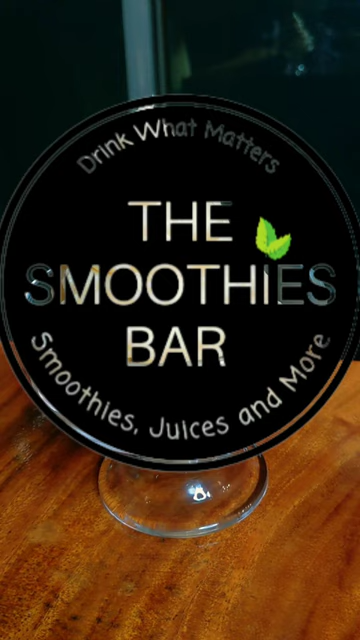 Drink What Matters
THE
SMOOTHIES
BAR
Smoothies, Juices and More